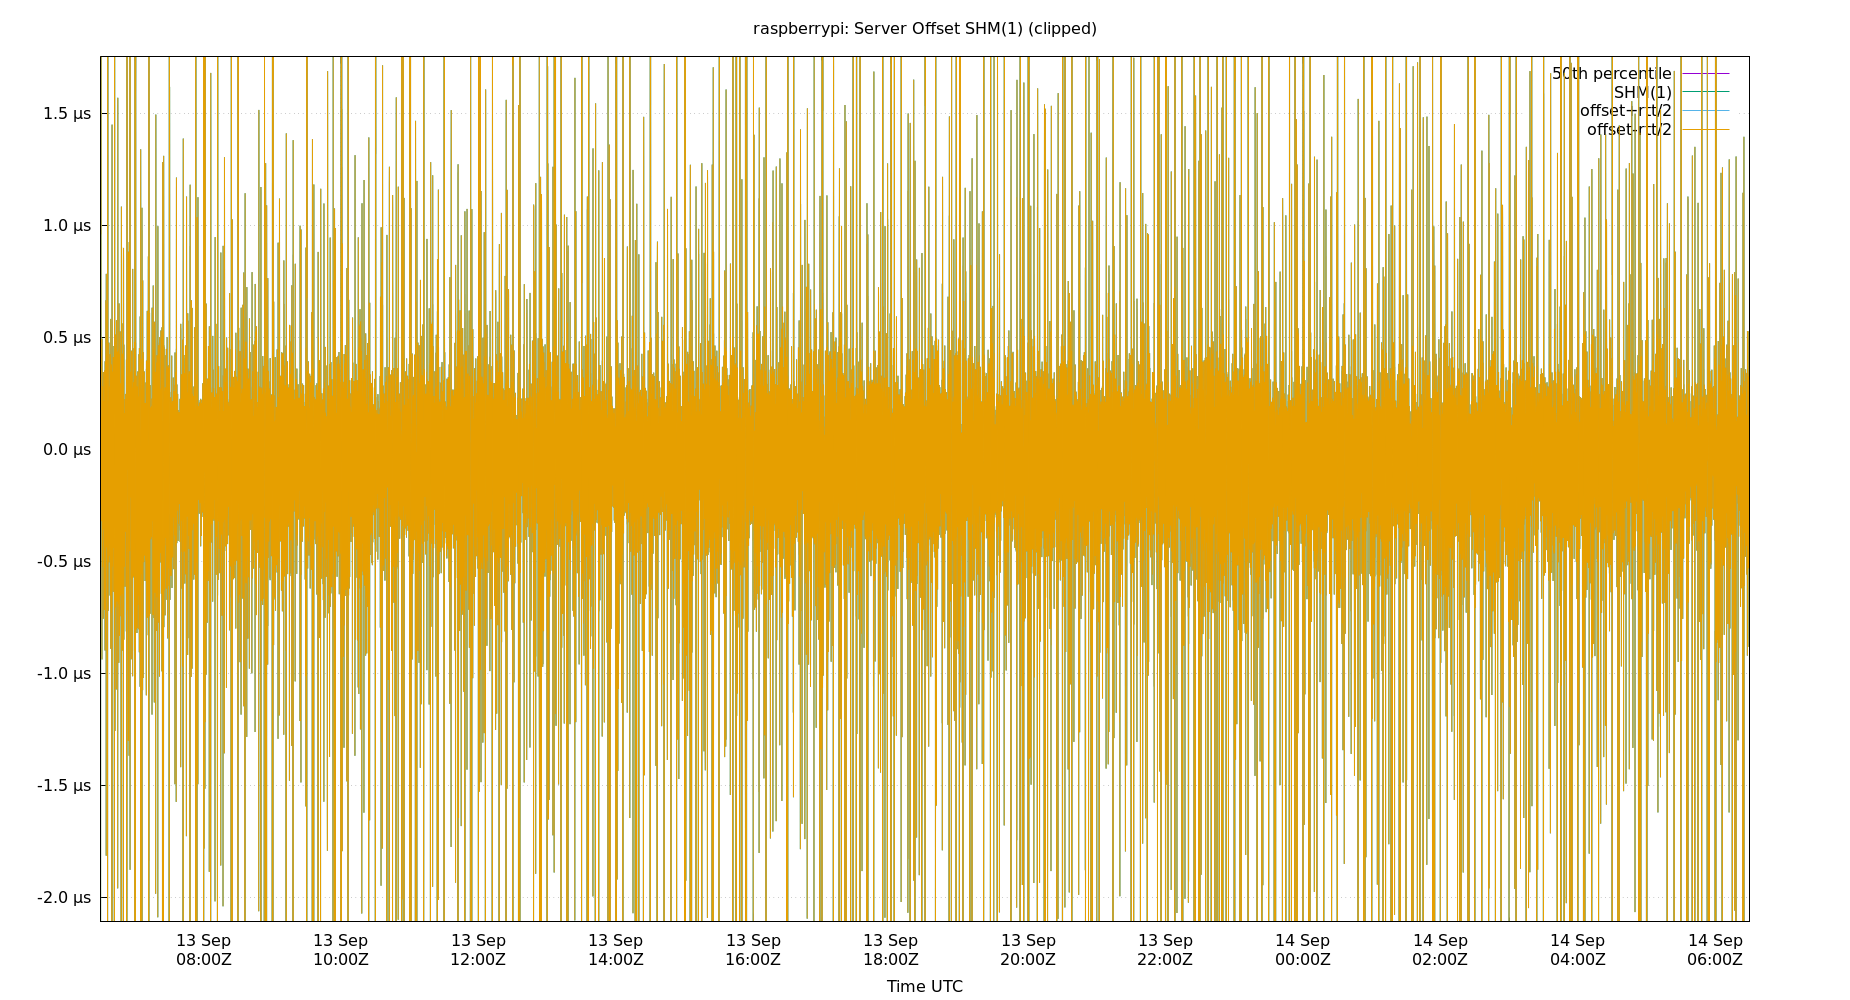 raspberrypi: Server Offset SHM(1) (clipped)
50th percentile
SHM(1)
offset+rtt/2
offset-rtt/2
1.5 µs
1.0 µs
0.5 µs
0.0 µs
-0.5 µs
-1.0 µs
-1.5 µs
-2.0 µs
13 Sep 13 Sep 13 Sep 13 Sep 13 Sep 13 Sep 13 Sep 13 Sep 14 Sep 14 Sep 14 Sep 14 Sep
08:00Z 10:00Z 12:00Z 14:00Z 16:00Z 18:00Z 20:00Z 22:00Z 00:00Z 02:00Z 04:00Z 06:00Z
Time UTC